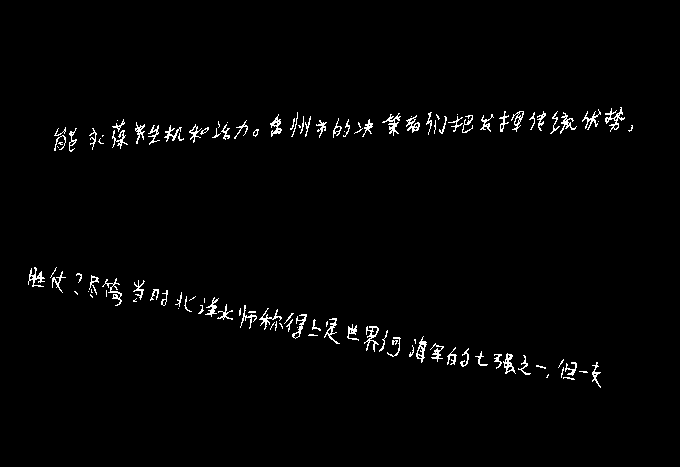 能永葆生机和活力。台州市的决策者们把发挥传统优势，
胜仗？尽管当时北洋水师称得上是世界河海军的七强之一，但一支